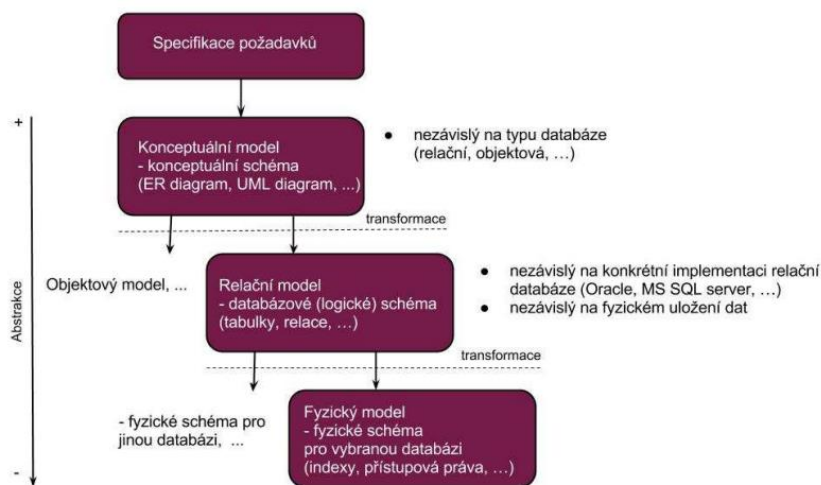 Specifikace požadavků
+
Konceptuální model
- konceptuální schéma
(ER diagram, UML diagram, ...)
● nezávislý na typu databáze
(relační, objektová, …)
transformace
Objektový model, ...
Relační model
- databázové (logické) schéma
(tabulky, relace, …)
● nezávislý na konkrétní implementaci relační
databáze (Oracle, MS SQL server, …)
● nezávislý na fyzickém uložení dat
Abstrakce
transformace
- fyzické schéma pro
jinou databázi, ...
Fyzický model
- fyzické schéma
pro vybranou databázi
(indexy, přístupová práva, …)
-